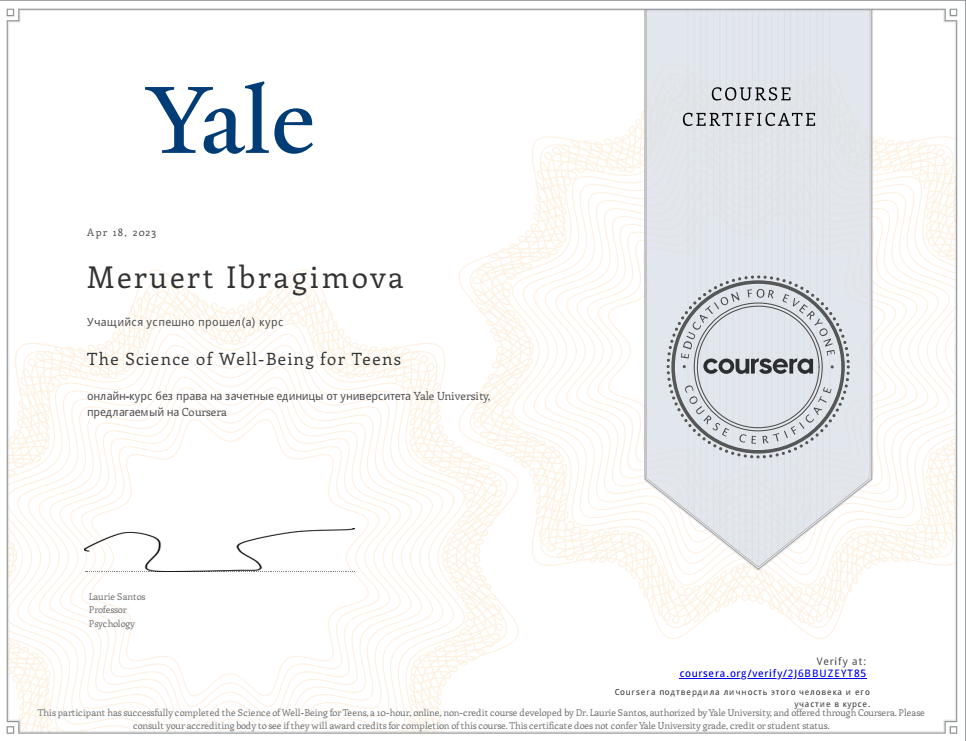 Yale
COURSE
CERTIFICATE
Apr 18, 2023
Meruert Ibragimova
Учащийся успешно прошел(а) курс
The Science of Well-Being for Teens
онлайн-курс без права на зачетные единицы от университета Yale University,
предлагаемый на Coursera
EDUCATION FOR EVERYONE
coursera
COURSE CERTIFICATE
Laurie Santos
Professor
Psychology
Verify at:
coursera.org/verify/2J6BBUZEYT85
Coursera подтвердила личность этого человека и его
участие в курсе.
This participant has successfully completed the Science of Well-Being for Teens, a 10-hour, online, non-credit course developed by Dr. Laurie Santos, authorized by Yale University, and offered through Coursera. Please
consult your accrediting body to see if they will award credits for completion of this course. This certificate does not confer Yale University grade, credit or student status.